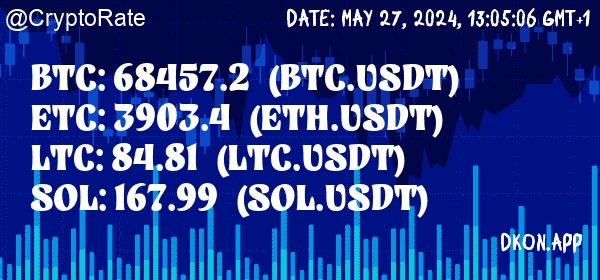 @CryptoRate
DATE: MAY 27, 2024, 13:05:06 GMT+1
BTC: 68457.2 (BTC.USDT)
ETC: 3903.4 (ETH.USDT)
LTC: 84.81 (LTC.USDT)
SOL: 167.99 (SOL.USDT)
DKON.APP